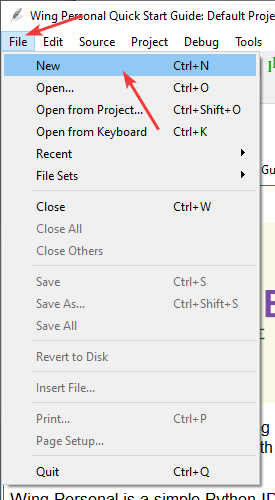 Wing Personal Quick Start Guide: Default Proje
File Edit Source Project Debug Tools
New Ctrl+N
Open... Ctrl+O
Open from Project... Ctrl+Shift+O
Open from Keyboard Ctrl+K
Recent
File Sets
Close Ctrl+W
Close All
Close Others
Save Ctrl+S
Save As... Ctrl+Shift+S
Save All
Revert to Disk
Insert File...
Print... Ctrl+P
Page Setup...
Quit Ctrl+Q
Wing Personal is a simple Python ID